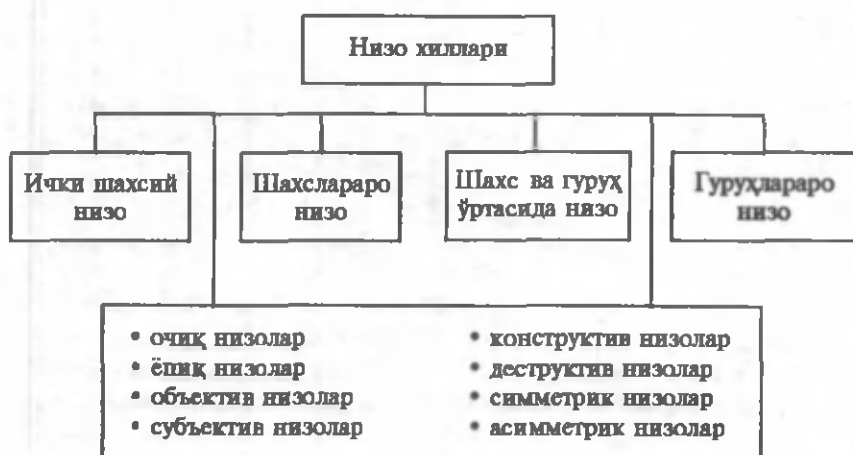 Низо хиллари
Ички шахсий
низо
Шахслараро
низо
Шахс ва гуруҳ
ўртасида низо
Гуруҳлараро
низо
• очиқ низолар
• ёпиқ низолар
• объектив низолар
• субъектив низолар
• конструктив низолар
• деструктив низолар
• симметрик низолар
• асимметрик низолар